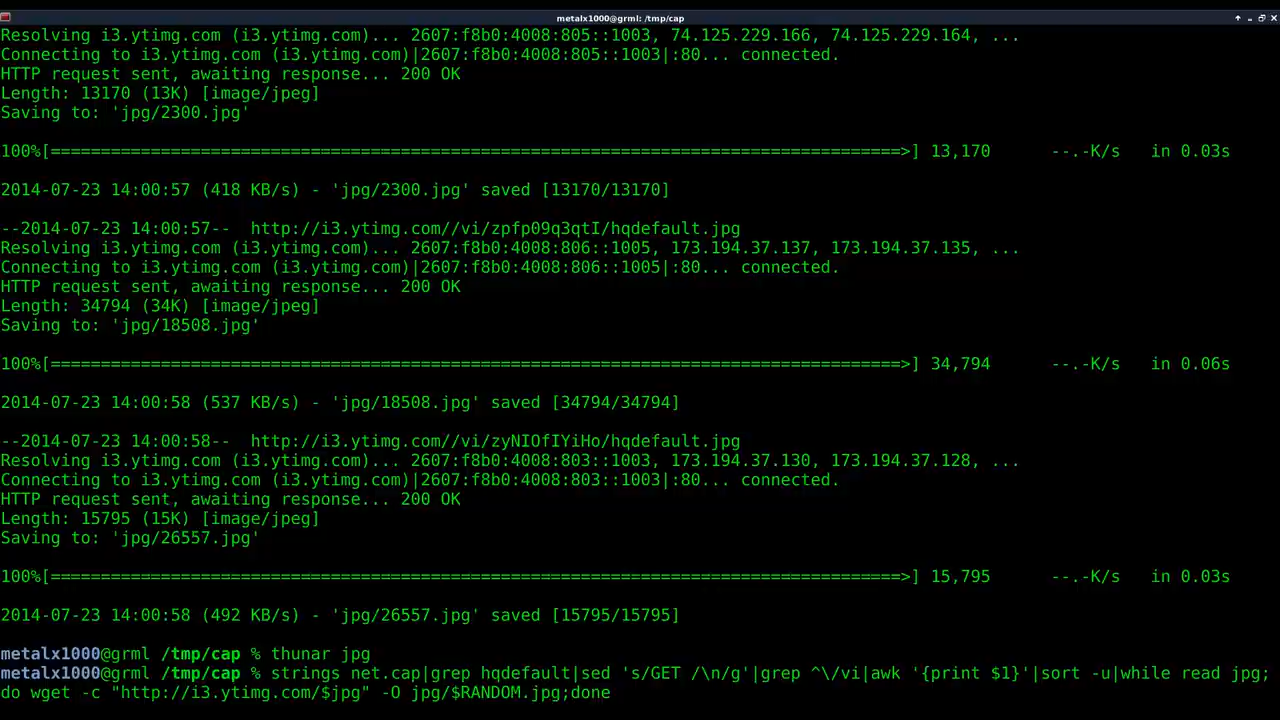 metalx1000@grml: /tmp/cap
Resolving i3.ytimg.com (i3.ytimg.com)... 2607:f8b0:4008:805::1003, 74.125.229.166, 74.125.229.164, ...
Connecting to i3.ytimg.com (i3.ytimg.com)|2607:f8b0:4008:805::1003|:80... connected.
HTTP request sent, awaiting response... 200 OK
Length: 13170 (13K) [image/jpeg]
Saving to: 'jpg/2300.jpg'
100%[=====================================================================================>] 13,170      --.-K/s   in 0.03s
2014-07-23 14:00:57 (418 KB/s) - 'jpg/2300.jpg' saved [13170/13170]
--2014-07-23 14:00:57--  http://i3.ytimg.com//vi/zpfp09q3qtI/hqdefault.jpg
Resolving i3.ytimg.com (i3.ytimg.com)... 2607:f8b0:4008:806::1005, 173.194.37.137, 173.194.37.135, ...
Connecting to i3.ytimg.com (i3.ytimg.com)|2607:f8b0:4008:806::1005|:80... connected.
HTTP request sent, awaiting response... 200 OK
Length: 34794 (34K) [image/jpeg]
Saving to: 'jpg/18508.jpg'
100%[=====================================================================================>] 34,794      --.-K/s   in 0.06s
2014-07-23 14:00:58 (537 KB/s) - 'jpg/18508.jpg' saved [34794/34794]
--2014-07-23 14:00:58--  http://i3.ytimg.com//vi/zyNIOfIYiHo/hqdefault.jpg
Resolving i3.ytimg.com (i3.ytimg.com)... 2607:f8b0:4008:803::1003, 173.194.37.130, 173.194.37.128, ...
Connecting to i3.ytimg.com (i3.ytimg.com)|2607:f8b0:4008:803::1003|:80... connected.
HTTP request sent, awaiting response... 200 OK
Length: 15795 (15K) [image/jpeg]
Saving to: 'jpg/26557.jpg'
100%[=====================================================================================>] 15,795      --.-K/s   in 0.03s
2014-07-23 14:00:58 (492 KB/s) - 'jpg/26557.jpg' saved [15795/15795]
metalx1000@grml /tmp/cap % thunar jpg
metalx1000@grml /tmp/cap % strings net.cap|grep hqdefault|sed 's/GET /\n/g'|grep ^\/vi|awk '{print $1}'|sort -u|while read jpg;
do wget -c "http://i3.ytimg.com/$jpg" -O jpg/$RANDOM.jpg;done